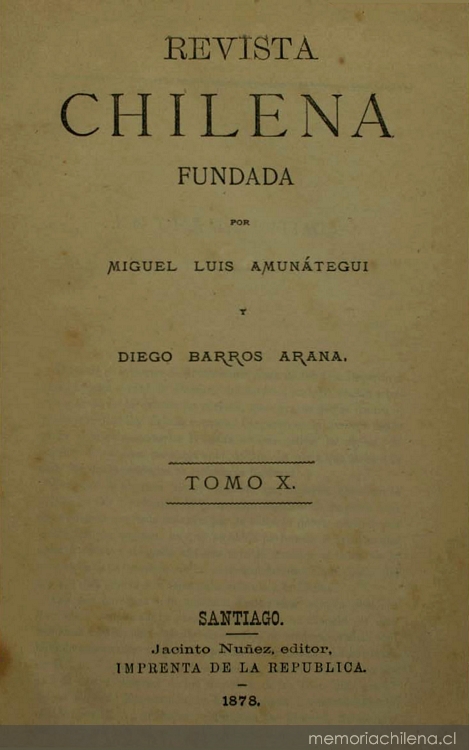 REVISTA
CHILENA
FUNDADA
POR
MIGUEL LUIS AMUNÁTEGUI
Y
DIEGO BARROS ARANA.
TOMO X.
SANTIAGO.
Jacinto Nuñez, editor,
IMPRENTA DE LA REPUBLICA.
1878.
memoriachilena.cl